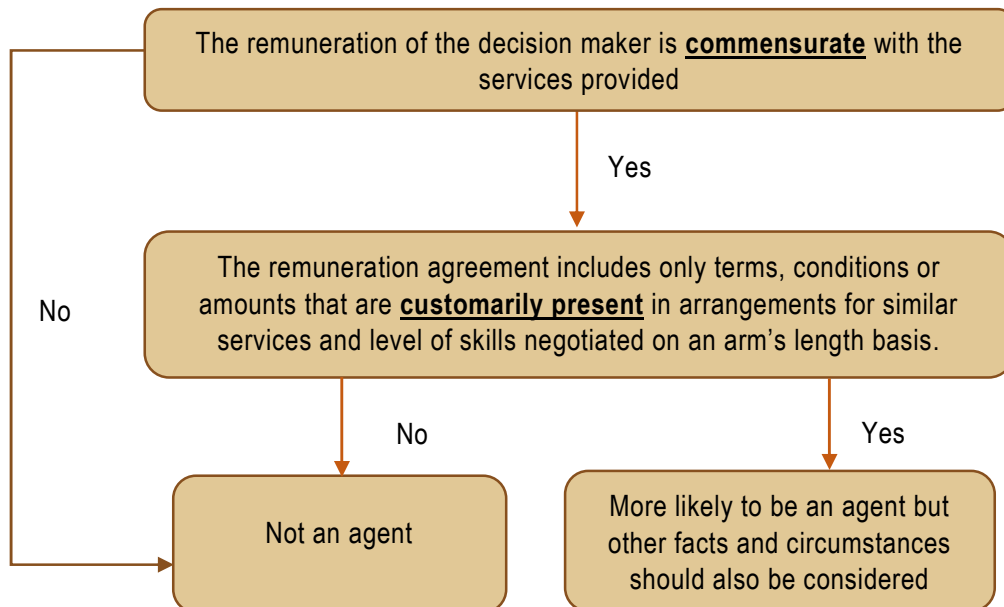 The remuneration of the decision maker is commensurate with the
services provided
Yes
The remuneration agreement includes only terms, conditions or
amounts that are customarily present in arrangements for similar
services and level of skills negotiated on an arm's length basis.
No
No
Yes
Not an agent
More likely to be an agent but
other facts and circumstances
should also be considered